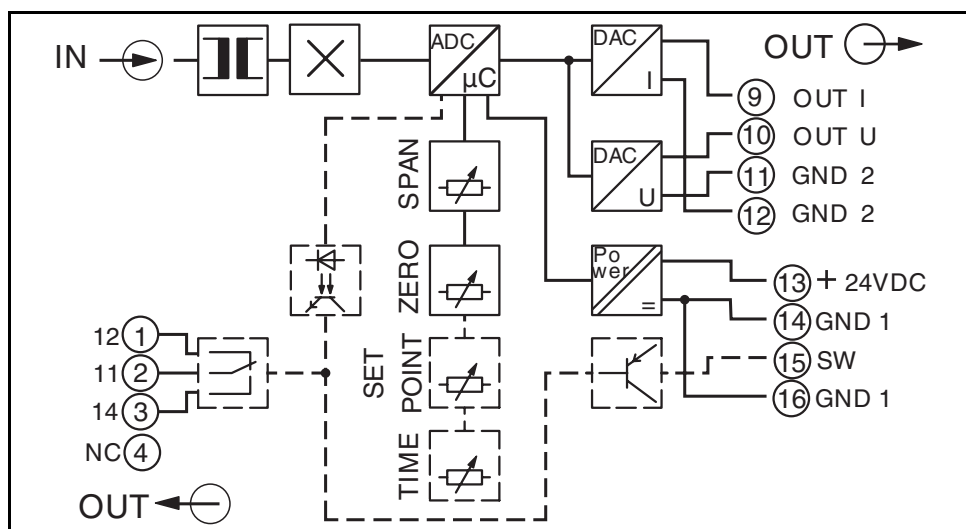 IN
ADC
µC
DAC
I
OUT
9 OUT I
10 OUT U
DAC
U
11 GND 2
12 GND 2
SPAN
ZERO
Po
wer
=
13 + 24VDC
14 GND 1
15 SW
16 GND 1
SET
POINT
TIME
12 1
11 2
14 3
NC 4
OUT